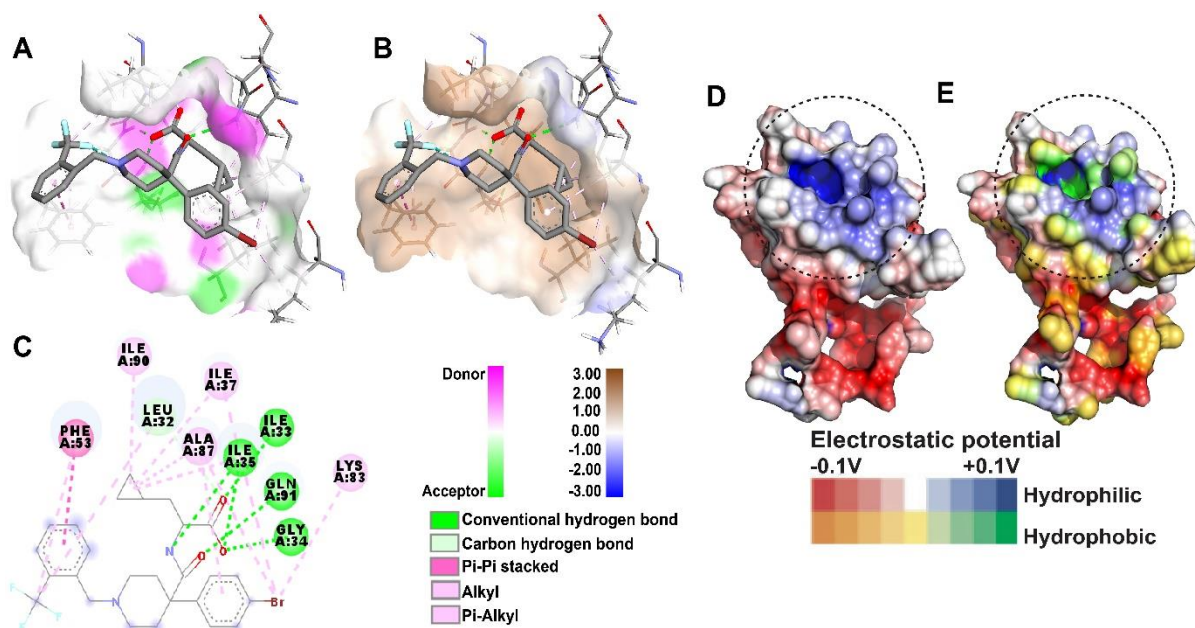 A
B
C
D
E
ILE
A:90
ILE
A:37
LEU
A:32
PHE
A:53
ALA
A:87
ILE
A:35
ILE
A:33
GLN
A:91
LYS
A:83
GLY
A:34
O
O
O
N
N
F
F
F
Br
Donor
Acceptor
3.00
2.00
1.00
0.00
-1.00
-2.00
-3.00
Conventional hydrogen bond
Carbon hydrogen bond
Pi-Pi stacked
Alkyl
Pi-Alkyl
Electrostatic potential
-0.1V +0.1V
Hydrophilic
Hydrophobic